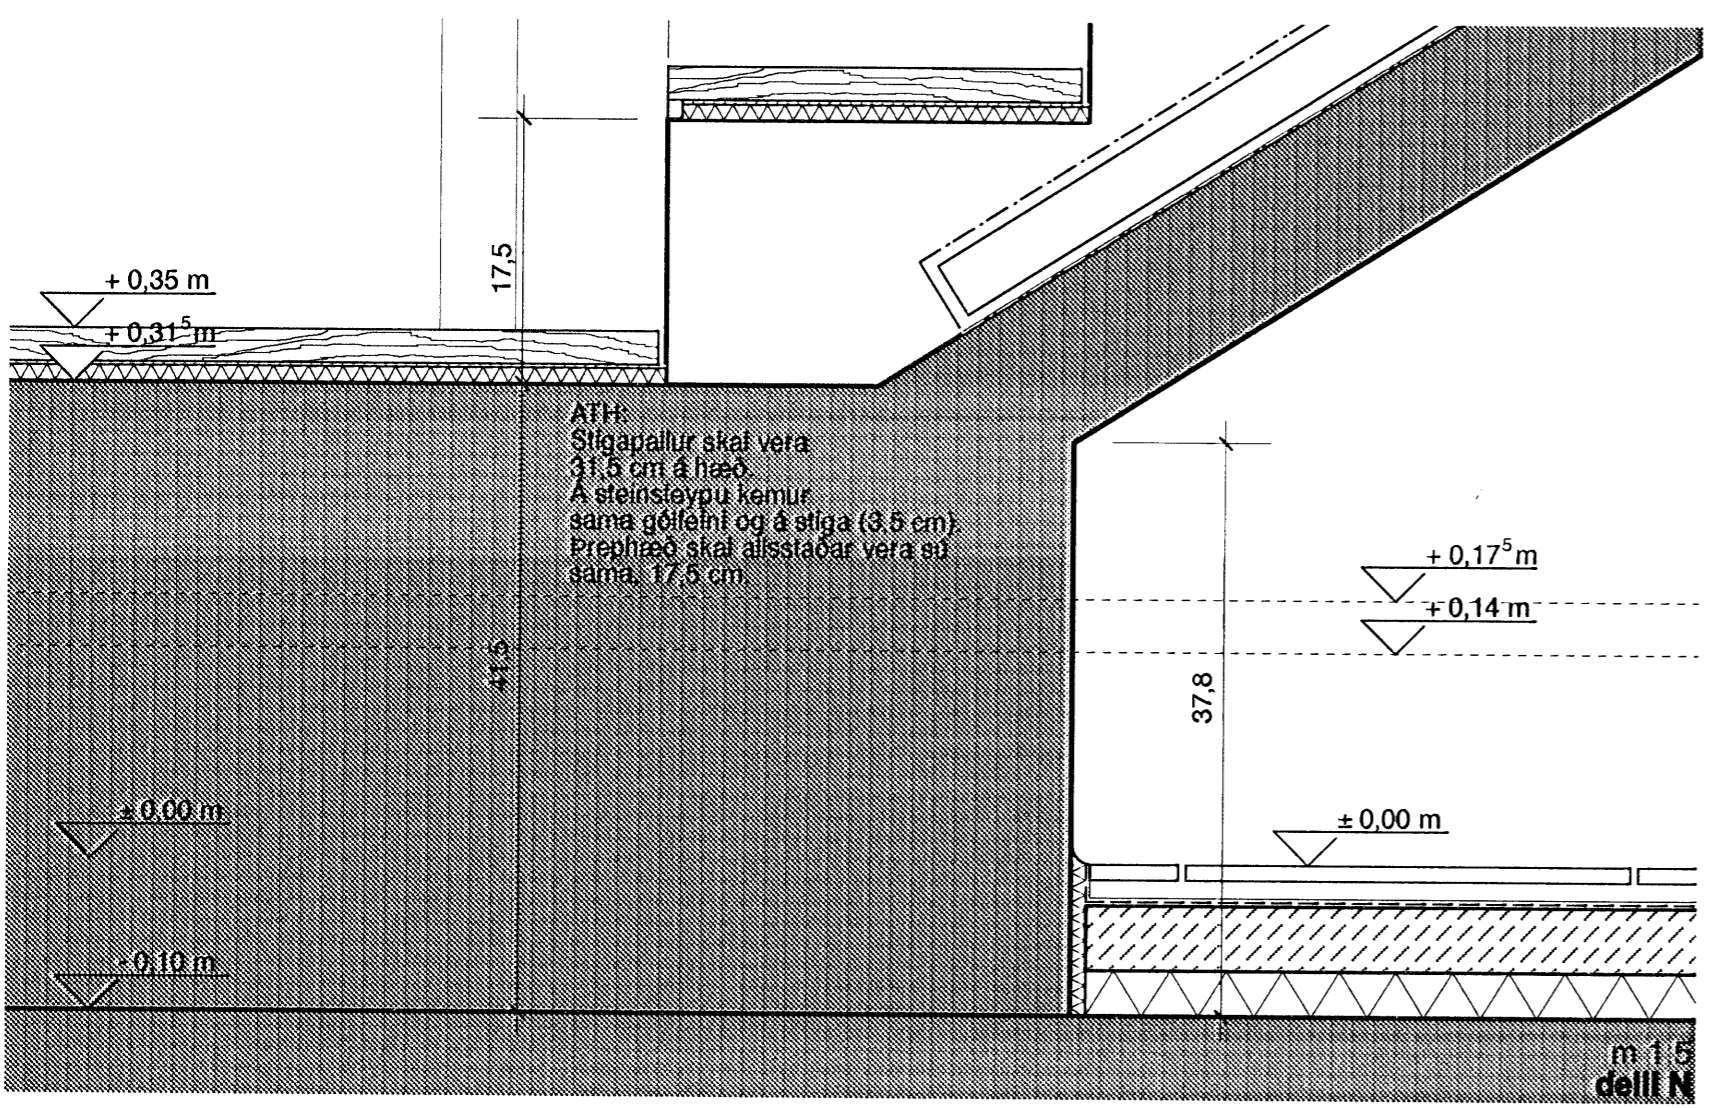 17,5
+ 0,35 m
+ 0,31⁵ m
ATH:
Stigapallur skal vera
31,5 cm á hæð.
Á steinsteypu kemur
sama gólfefni og á stiga (3,5 cm).
Þrephæð skal allsstaðar vera sú
sama, 17,5 cm
+ 0,17⁵ m
+ 0,14 m
41,5
37,8
± 0,00 m
± 0,00 m
- 0,10 m
m 1:5
deili N